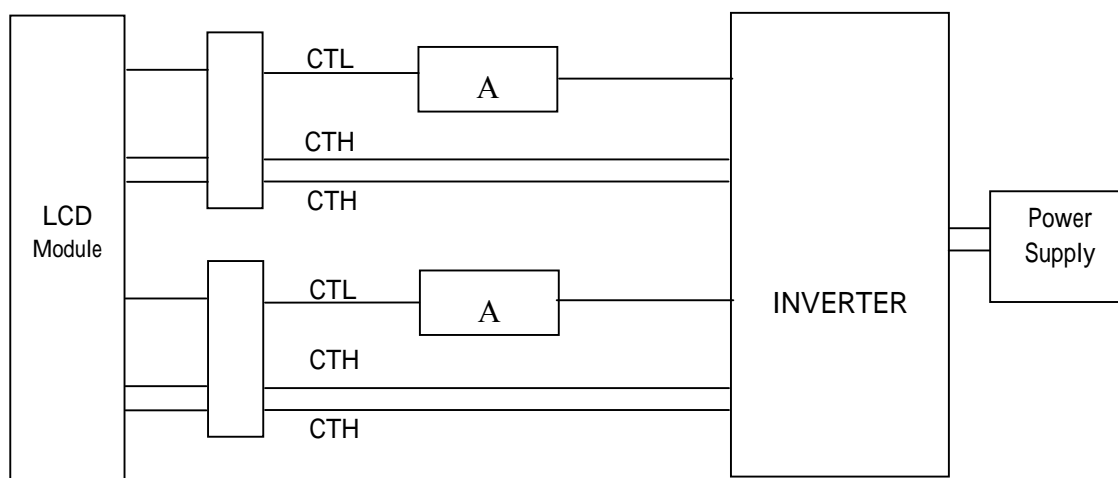 CTL
A
CTH
CTH
LCD
Module
CTL
A
CTH
CTH
INVERTER
Power
Supply